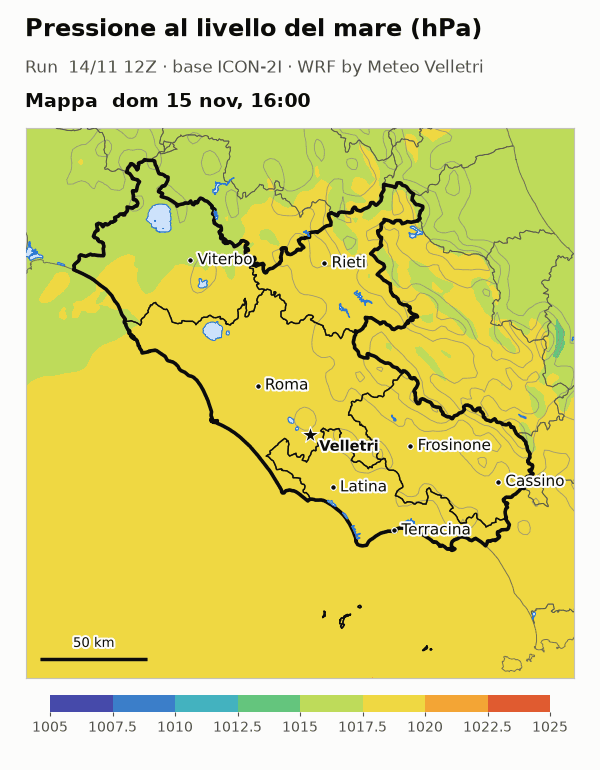 Pressione al livello del mare (hPa)
Run  14/11 12Z · base ICON-2I · WRF by Meteo Velletri
Mappa  dom 15 nov, 16:00
Viterbo
Rieti
Roma
Velletri
Frosinone
Cassino
Latina
Terracina
50 km
1005 1007.5 1010 1012.5 1015 1017.5 1020 1022.5 1025